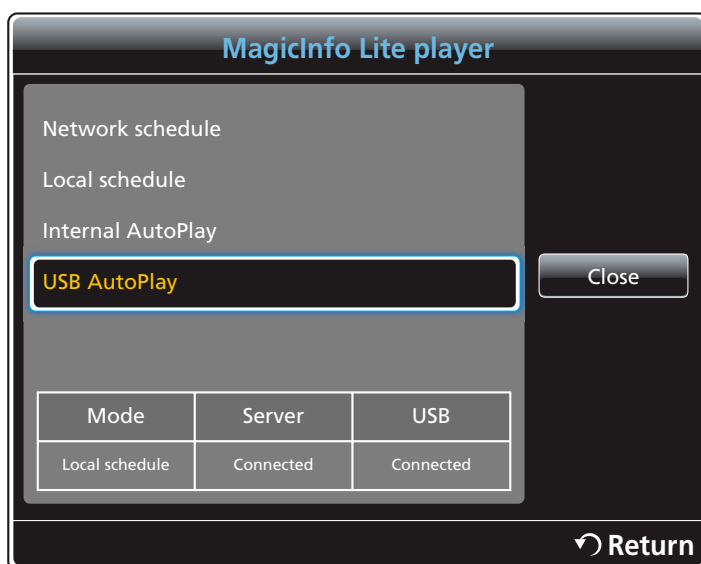 MagicInfo Lite player
Network schedule
Local schedule
Internal AutoPlay
USB AutoPlay
Close
Mode Server USB
Local schedule Connected Connected
Return